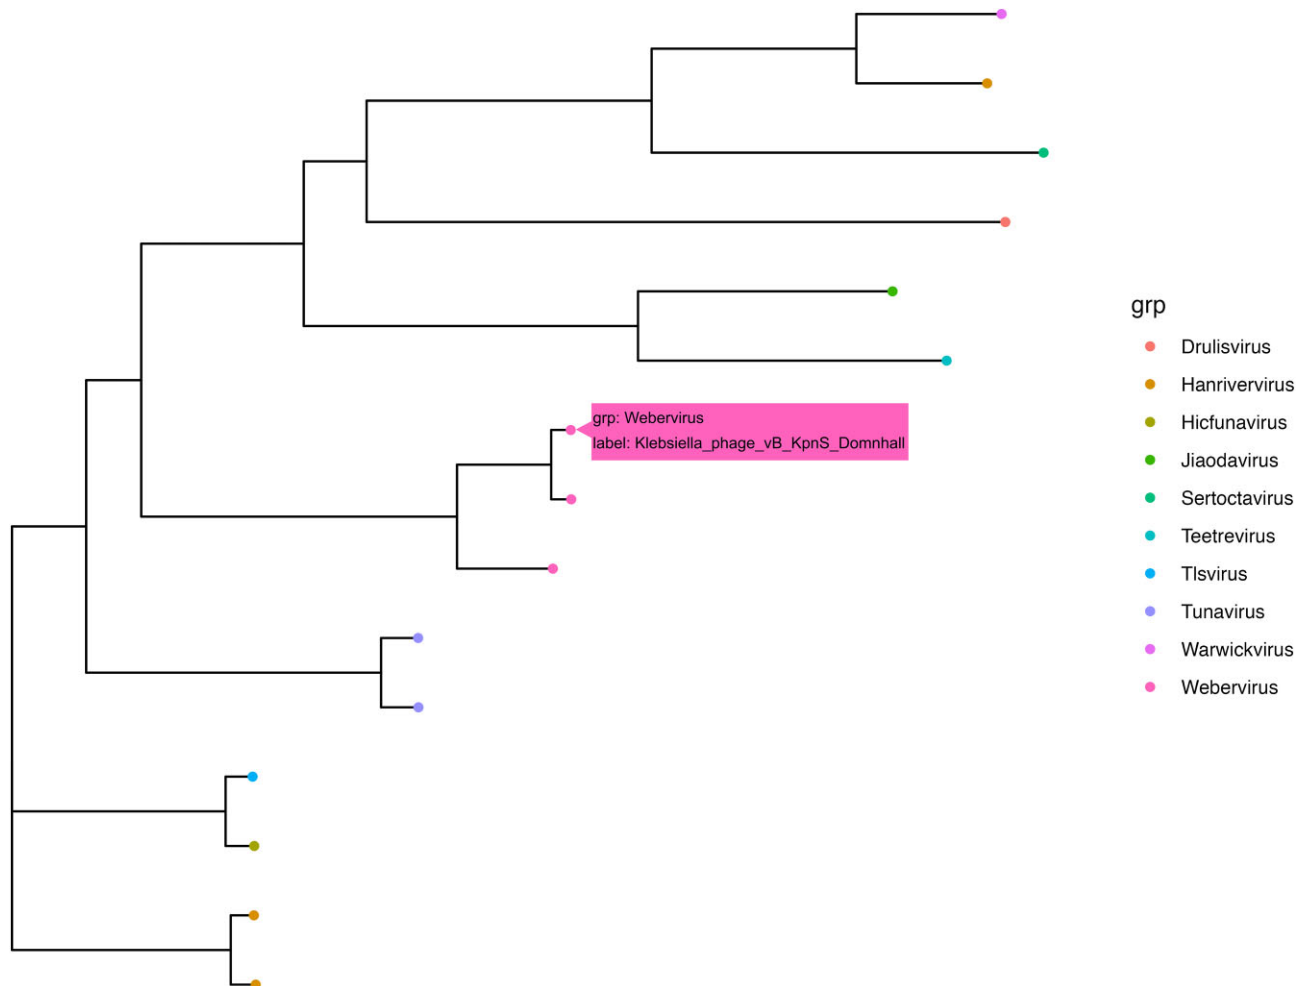 grp: Webervirus
label: Klebsiella_phage_vB_KpnS_Domnhall
grp
Drulisvirus
Hanrivervirus
Hicfunavirus
Jiaodavirus
Sertoctavirus
Teetrevirus
Tlsvirus
Tunavirus
Warwickvirus
Webervirus